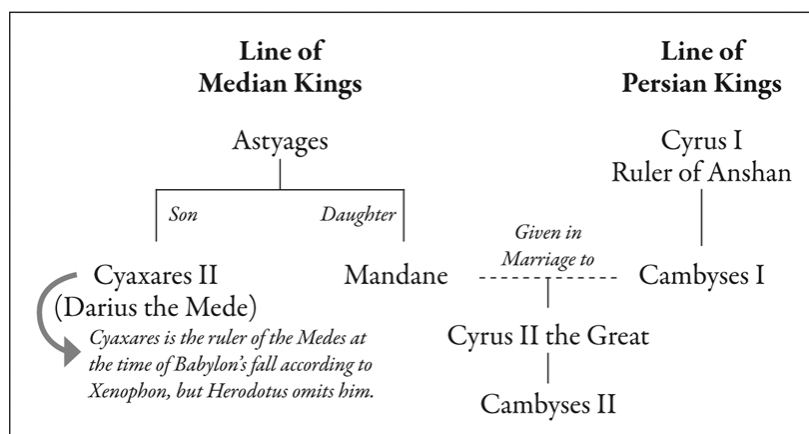 Line of
Median Kings
Line of
Persian Kings
Astyages
Cyrus I
Ruler of Anshan
Son
Daughter
Given in
Marriage to
Cyaxares II
(Darius the Mede)
Mandane
Cambyses I
Cyaxares is the ruler of the Medes at
the time of Babylon's fall according to
Xenophon, but Herodotus omits him.
Cyrus II the Great
Cambyses II